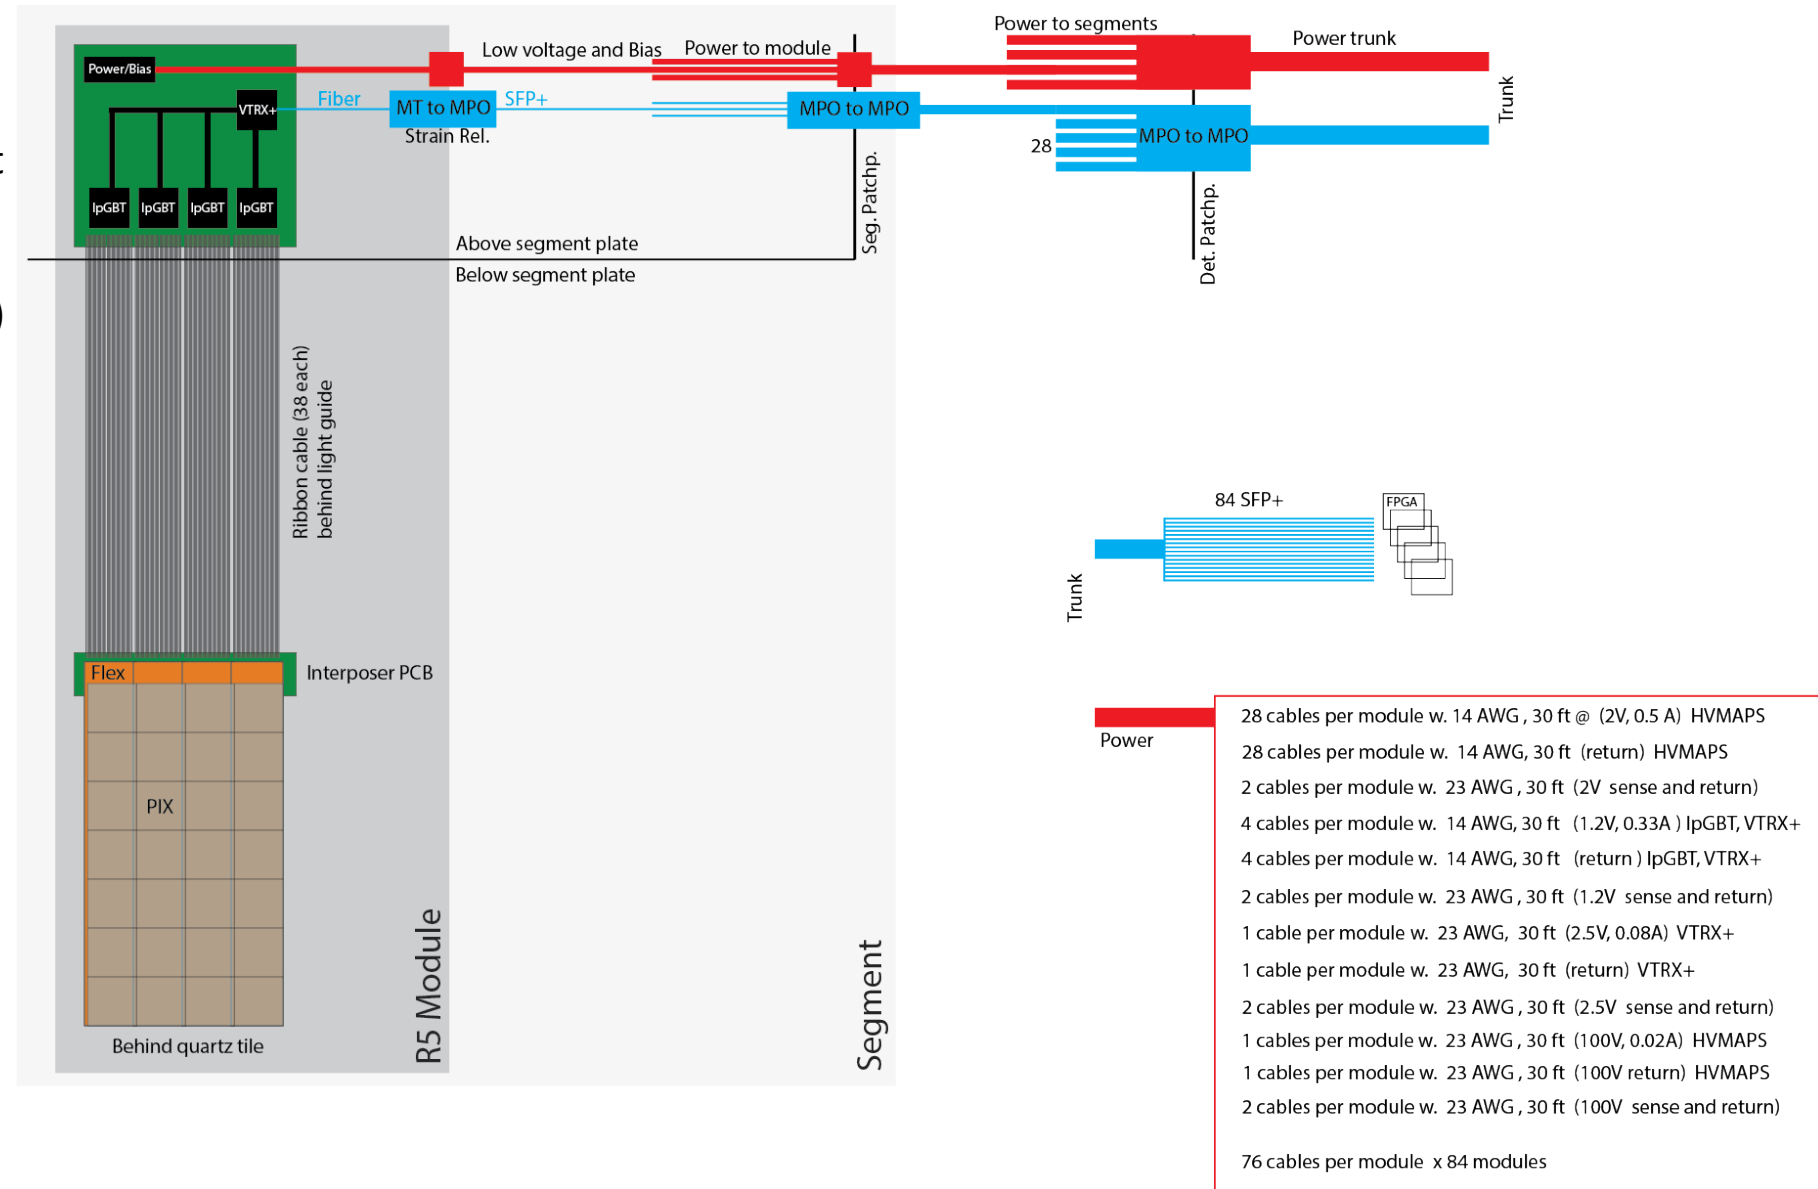 Power to segments
Low voltage and Bias
Power to module
Power trunk
Power/Bias
VTRX+
Fiber
MT to MPO
SFP+
MPO to MPO
Strain Rel.
28
MPO to MPO
Trunk
lpGBT
lpGBT
lpGBT
lpGBT
Seg. Patchp.
Det. Patchp.
Above segment plate
Below segment plate
t
)
Ribbon cable (38 each)
behind light guide
84 SFP+
FPGA
Trunk
Flex
Interposer PCB
PIX
Behind quartz tile
R5 Module
Segment
Power
28 cables per module w. 14 AWG , 30 ft @ (2V, 0.5 A) HVMAPS
28 cables per module w. 14 AWG, 30 ft (return) HVMAPS
2 cables per module w. 23 AWG , 30 ft (2V sense and return)
4 cables per module w. 14 AWG, 30 ft (1.2V, 0.33A ) lpGBT, VTRX+
4 cables per module w. 14 AWG, 30 ft (return ) lpGBT, VTRX+
2 cables per module w. 23 AWG , 30 ft (1.2V sense and return)
1 cable per module w. 23 AWG, 30 ft (2.5V, 0.08A) VTRX+
1 cable per module w. 23 AWG, 30 ft (return) VTRX+
2 cables per module w. 23 AWG , 30 ft (2.5V sense and return)
1 cables per module w. 23 AWG , 30 ft (100V, 0.02A) HVMAPS
1 cables per module w. 23 AWG , 30 ft (100V return) HVMAPS
2 cables per module w. 23 AWG , 30 ft (100V sense and return)
76 cables per module x 84 modules